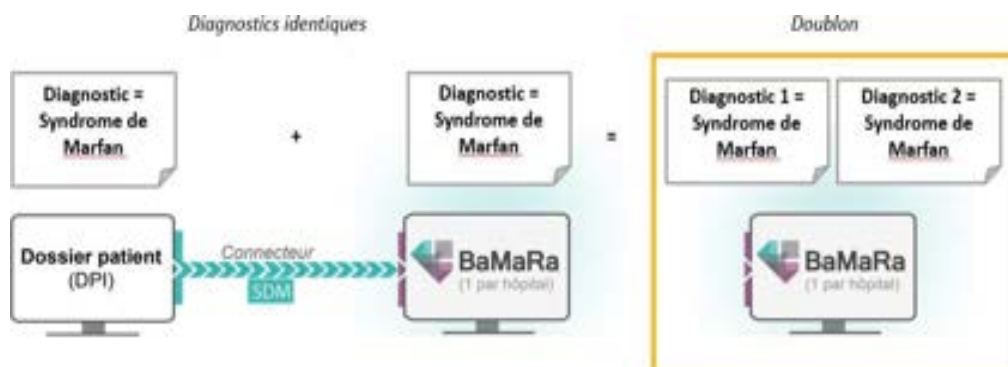 Diagnostics identiques
Doublon
Diagnostic =
Syndrome de
Marfan
+
Diagnostic =
Syndrome de
Marfan
=
Diagnostic 1 =
Syndrome de
Marfan
Diagnostic 2 =
Syndrome de
Marfan
Dossier patient
(DPI)
Connecteur
SDM
BaMaRa
(1 par hôpital)
BaMaRa
(1 par hôpital)